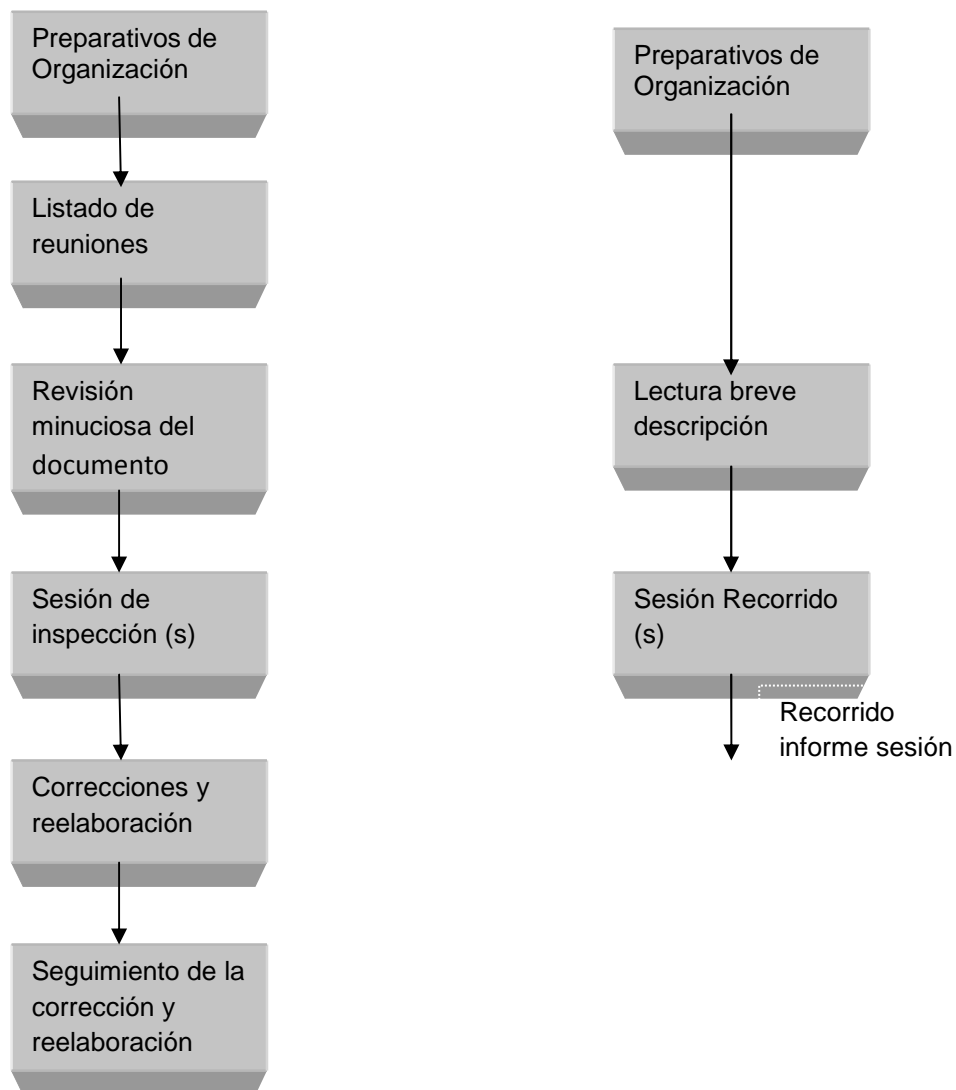 Preparativos de
Organización
Listado de
reuniones
Revisión
minuciosa del
documento
Sesión de
inspección (s)
Correcciones y
reelaboración
Seguimiento de la
corrección y
reelaboración
Preparativos de
Organización
Lectura breve
descripción
Sesión Recorrido
(s)
Recorrido
informe sesión